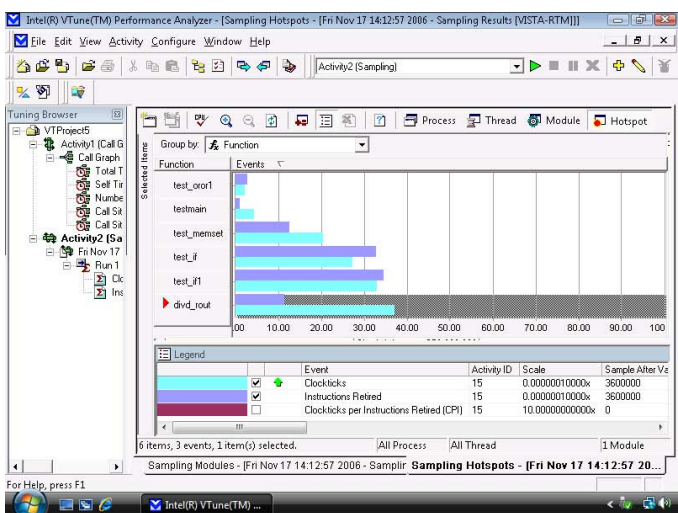 Intel(R) VTune(TM) Performance Analyzer - [Sampling Hotspots - [Fri Nov 17 14:12:57 2006 - Sampling Results [VISTA-RTM]]]
File Edit View Activity Configure Window Help
Activity2 (Sampling)
Tuning Browser
VTProject5
Activity1 (Call G
Call Graph
Total T
Self Tir
Numbe
Call Sit
Call Sit
Activity2 (Sa
Fri Nov 17
Run 1
Clo
Ins
Process Thread Module Hotspot
Selected Items
Group by: Function
Function Events
test_oror1
testmain
test_memset
test_if
test_if1
divd_rout
.00 10.00 20.00 30.00 40.00 50.00 60.00 70.00 80.00 90.00 100
Legend
Event Activity ID Scale Sample After Va
Clockticks 15 0.00000010000x 3600000
Instructions Retired 15 0.00000010000x 3600000
Clockticks per Instructions Retired (CPI) 15 10.00000000000x 0
6 items, 3 events, 1 item(s) selected. All Process All Thread 1 Module
Sampling Modules - [Fri Nov 17 14:12:57 2006 - Samplir Sampling Hotspots - [Fri Nov 17 14:12:57 20...
For Help, press F1
Intel(R) VTune(TM) ...